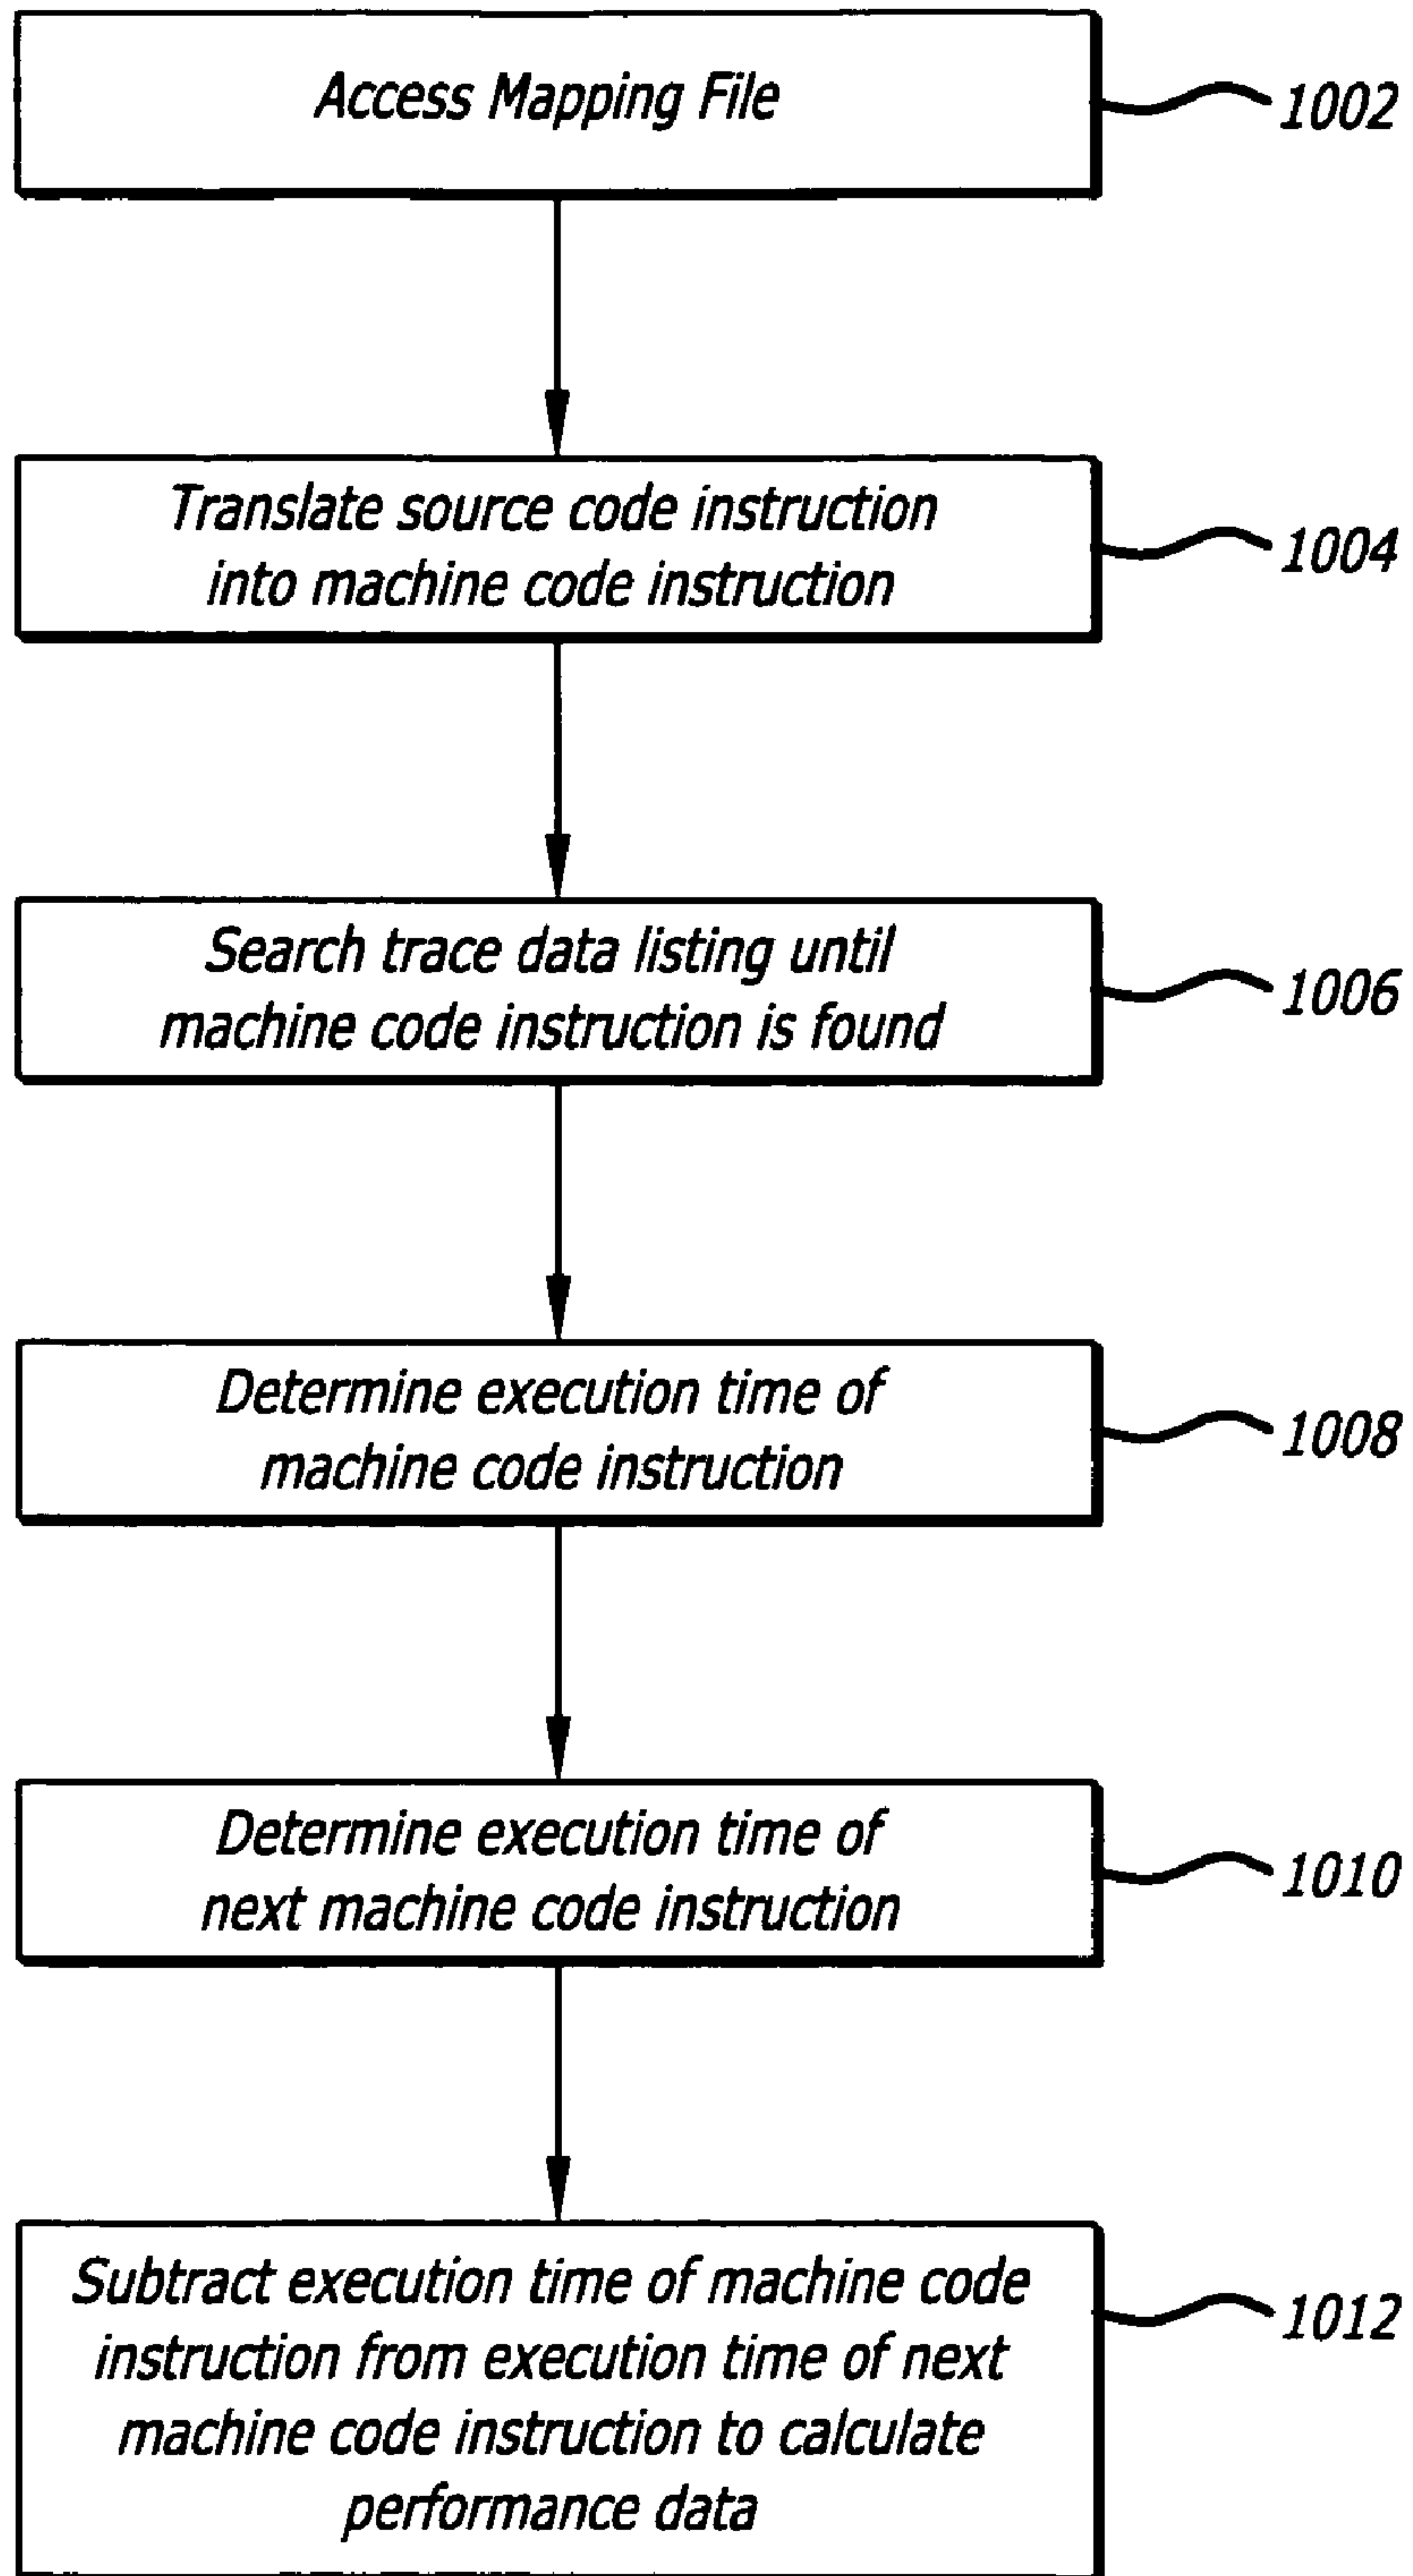 Access Mapping File
1002
Translate source code instruction
into machine code instruction
1004
Search trace data listing until
machine code instruction is found
1006
Determine execution time of
machine code instruction
1008
Determine execution time of
next machine code instruction
1010
Subtract execution time of machine code
instruction from execution time of next
machine code instruction to calculate
performance data
1012